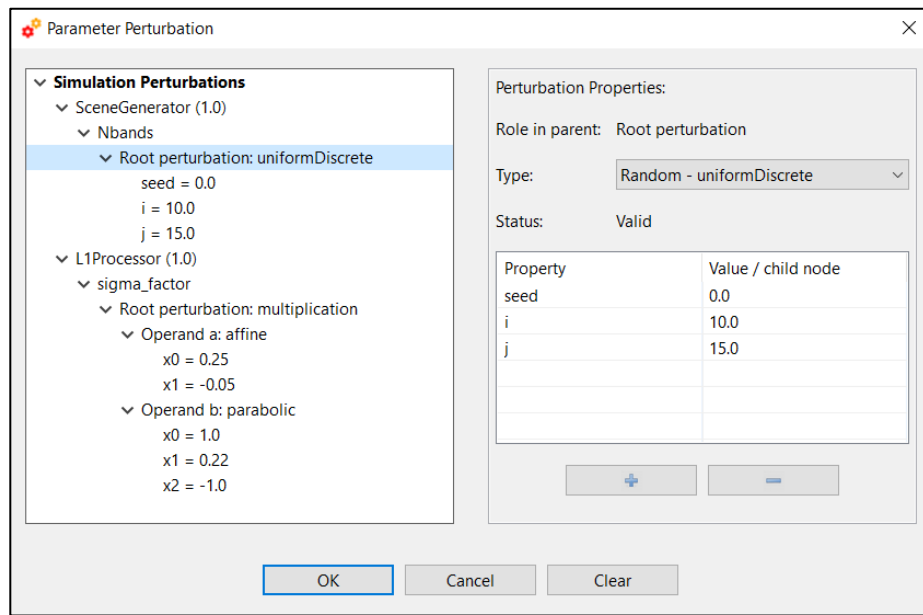 Parameter Perturbation
Simulation Perturbations
SceneGenerator (1.0)
Nbands
Root perturbation: uniformDiscrete
seed = 0.0
i = 10.0
j = 15.0
L1Processor (1.0)
sigma_factor
Root perturbation: multiplication
Operand a: affine
x0 = 0.25
x1 = -0.05
Operand b: parabolic
x0 = 1.0
x1 = 0.22
x2 = -1.0
Perturbation Properties:
Role in parent: Root perturbation
Type: Random - uniformDiscrete
Status: Valid
Property Value / child node
seed 0.0
i 10.0
j 15.0
OK Cancel Clear